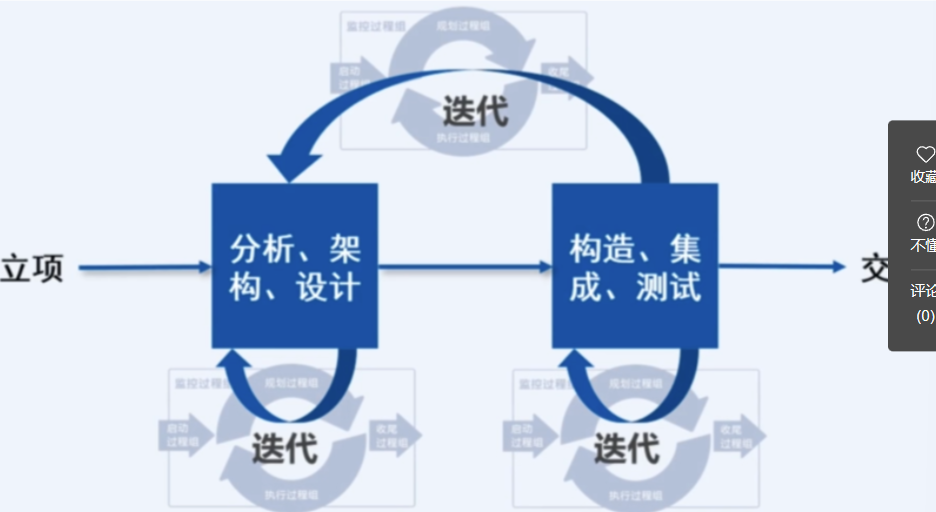 监控过程组
规划过程组
启动
过程组
收尾
迭代
执行过程组
收藏
立项
分析、架
构、设计
构造、集
成、测试
交
不懂
评论
(0)
监控过程组
规划过程组
启动
过程组
收尾
过程组
迭代
执行过程组
监控过程组
规划过程组
启动
过程组
收尾
过程组
迭代
执行过程组